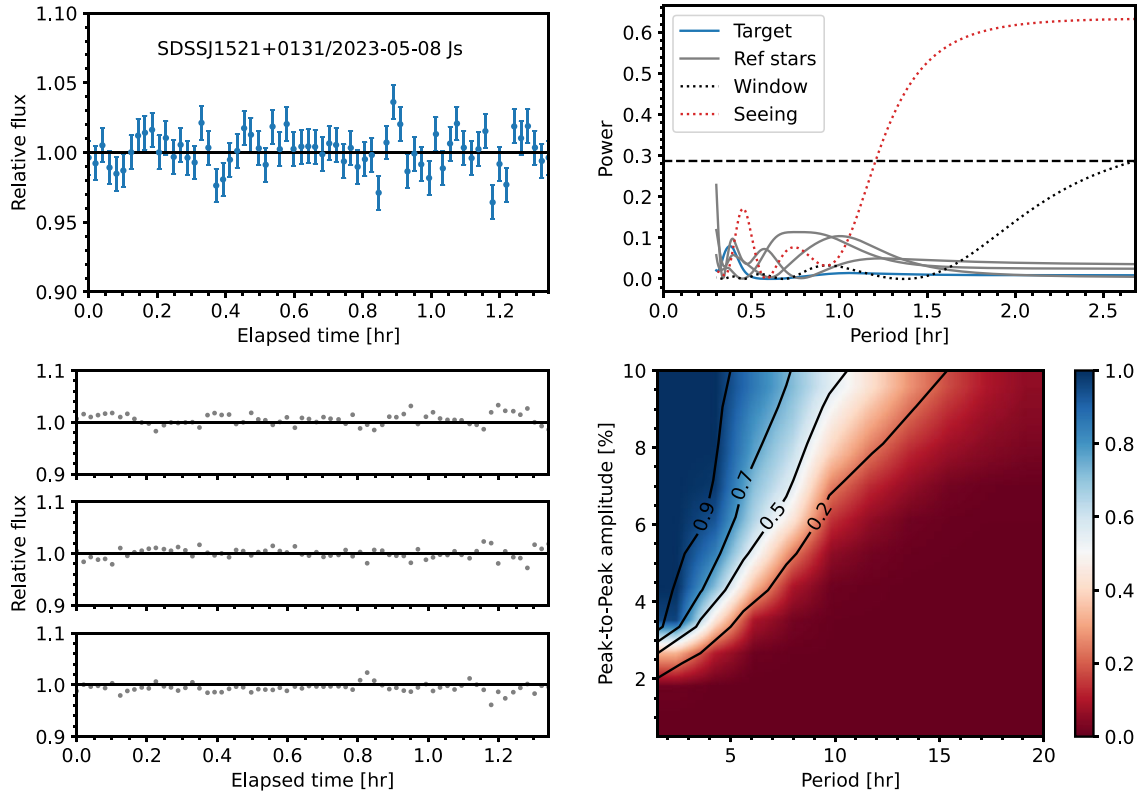 SDSSJ1521+0131/2023-05-08 Js
Relative flux
1.10
1.05
1.00
0.95
0.90
0.0 0.2 0.4 0.6 0.8 1.0 1.2
Elapsed time [hr]
Target
Ref stars
Window
Seeing
Power
0.6
0.5
0.4
0.3
0.2
0.1
0.0
0.0 0.5 1.0 1.5 2.0 2.5
Period [hr]
Relative flux
1.1
1.0
0.9
1.1
1.0
0.9
1.1
1.0
0.9
0.0 0.2 0.4 0.6 0.8 1.0 1.2
Elapsed time [hr]
Peak-to-Peak amplitude [%]
10
8
6
4
2
0.9
0.7
0.5
0.2
5 10 15 20
Period [hr]
1.0
0.8
0.6
0.4
0.2
0.0